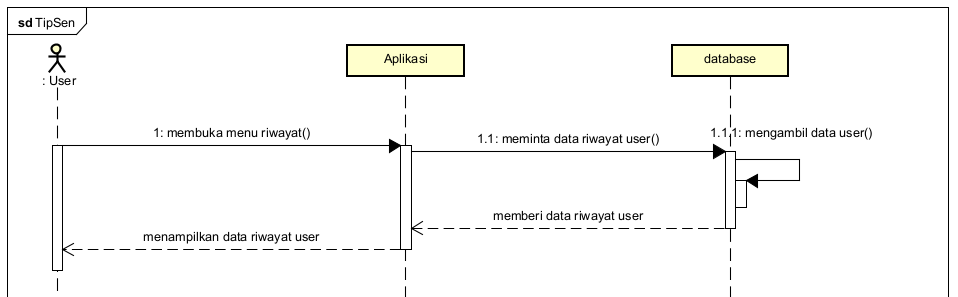 sd TipSen
: User
Aplikasi
database
1: membuka menu riwayat()
1.1: meminta data riwayat user()
1.1.1: mengambil data user()
memberi data riwayat user
menampilkan data riwayat user